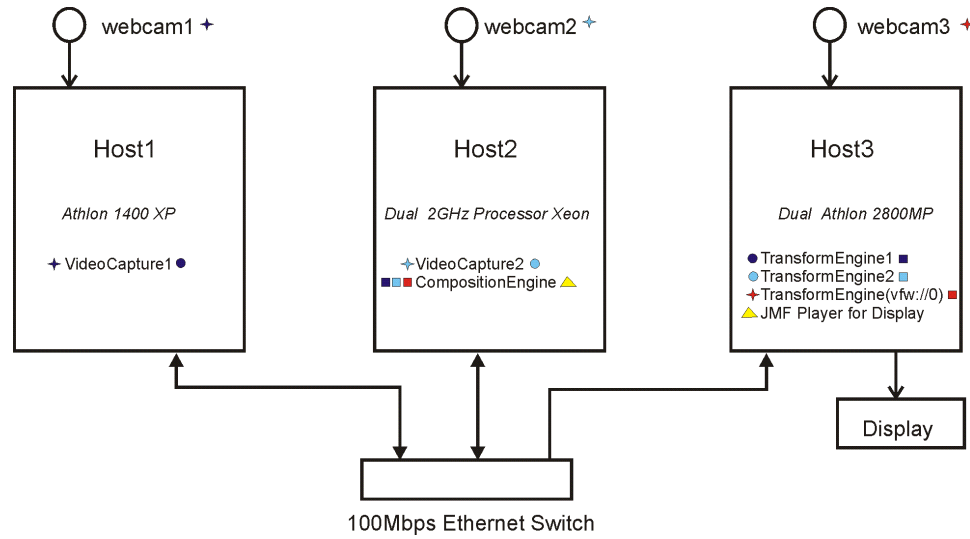 webcam1
webcam2
webcam3
Host1
Host2
Host3
Athlon 1400 XP
Dual 2GHz Processor Xeon
Dual Athlon 2800MP
VideoCapture1
VideoCapture2
CompositionEngine
TransformEngine1
TransformEngine2
TransformEngine(vfw://0)
JMF Player for Display
Display
100Mbps Ethernet Switch